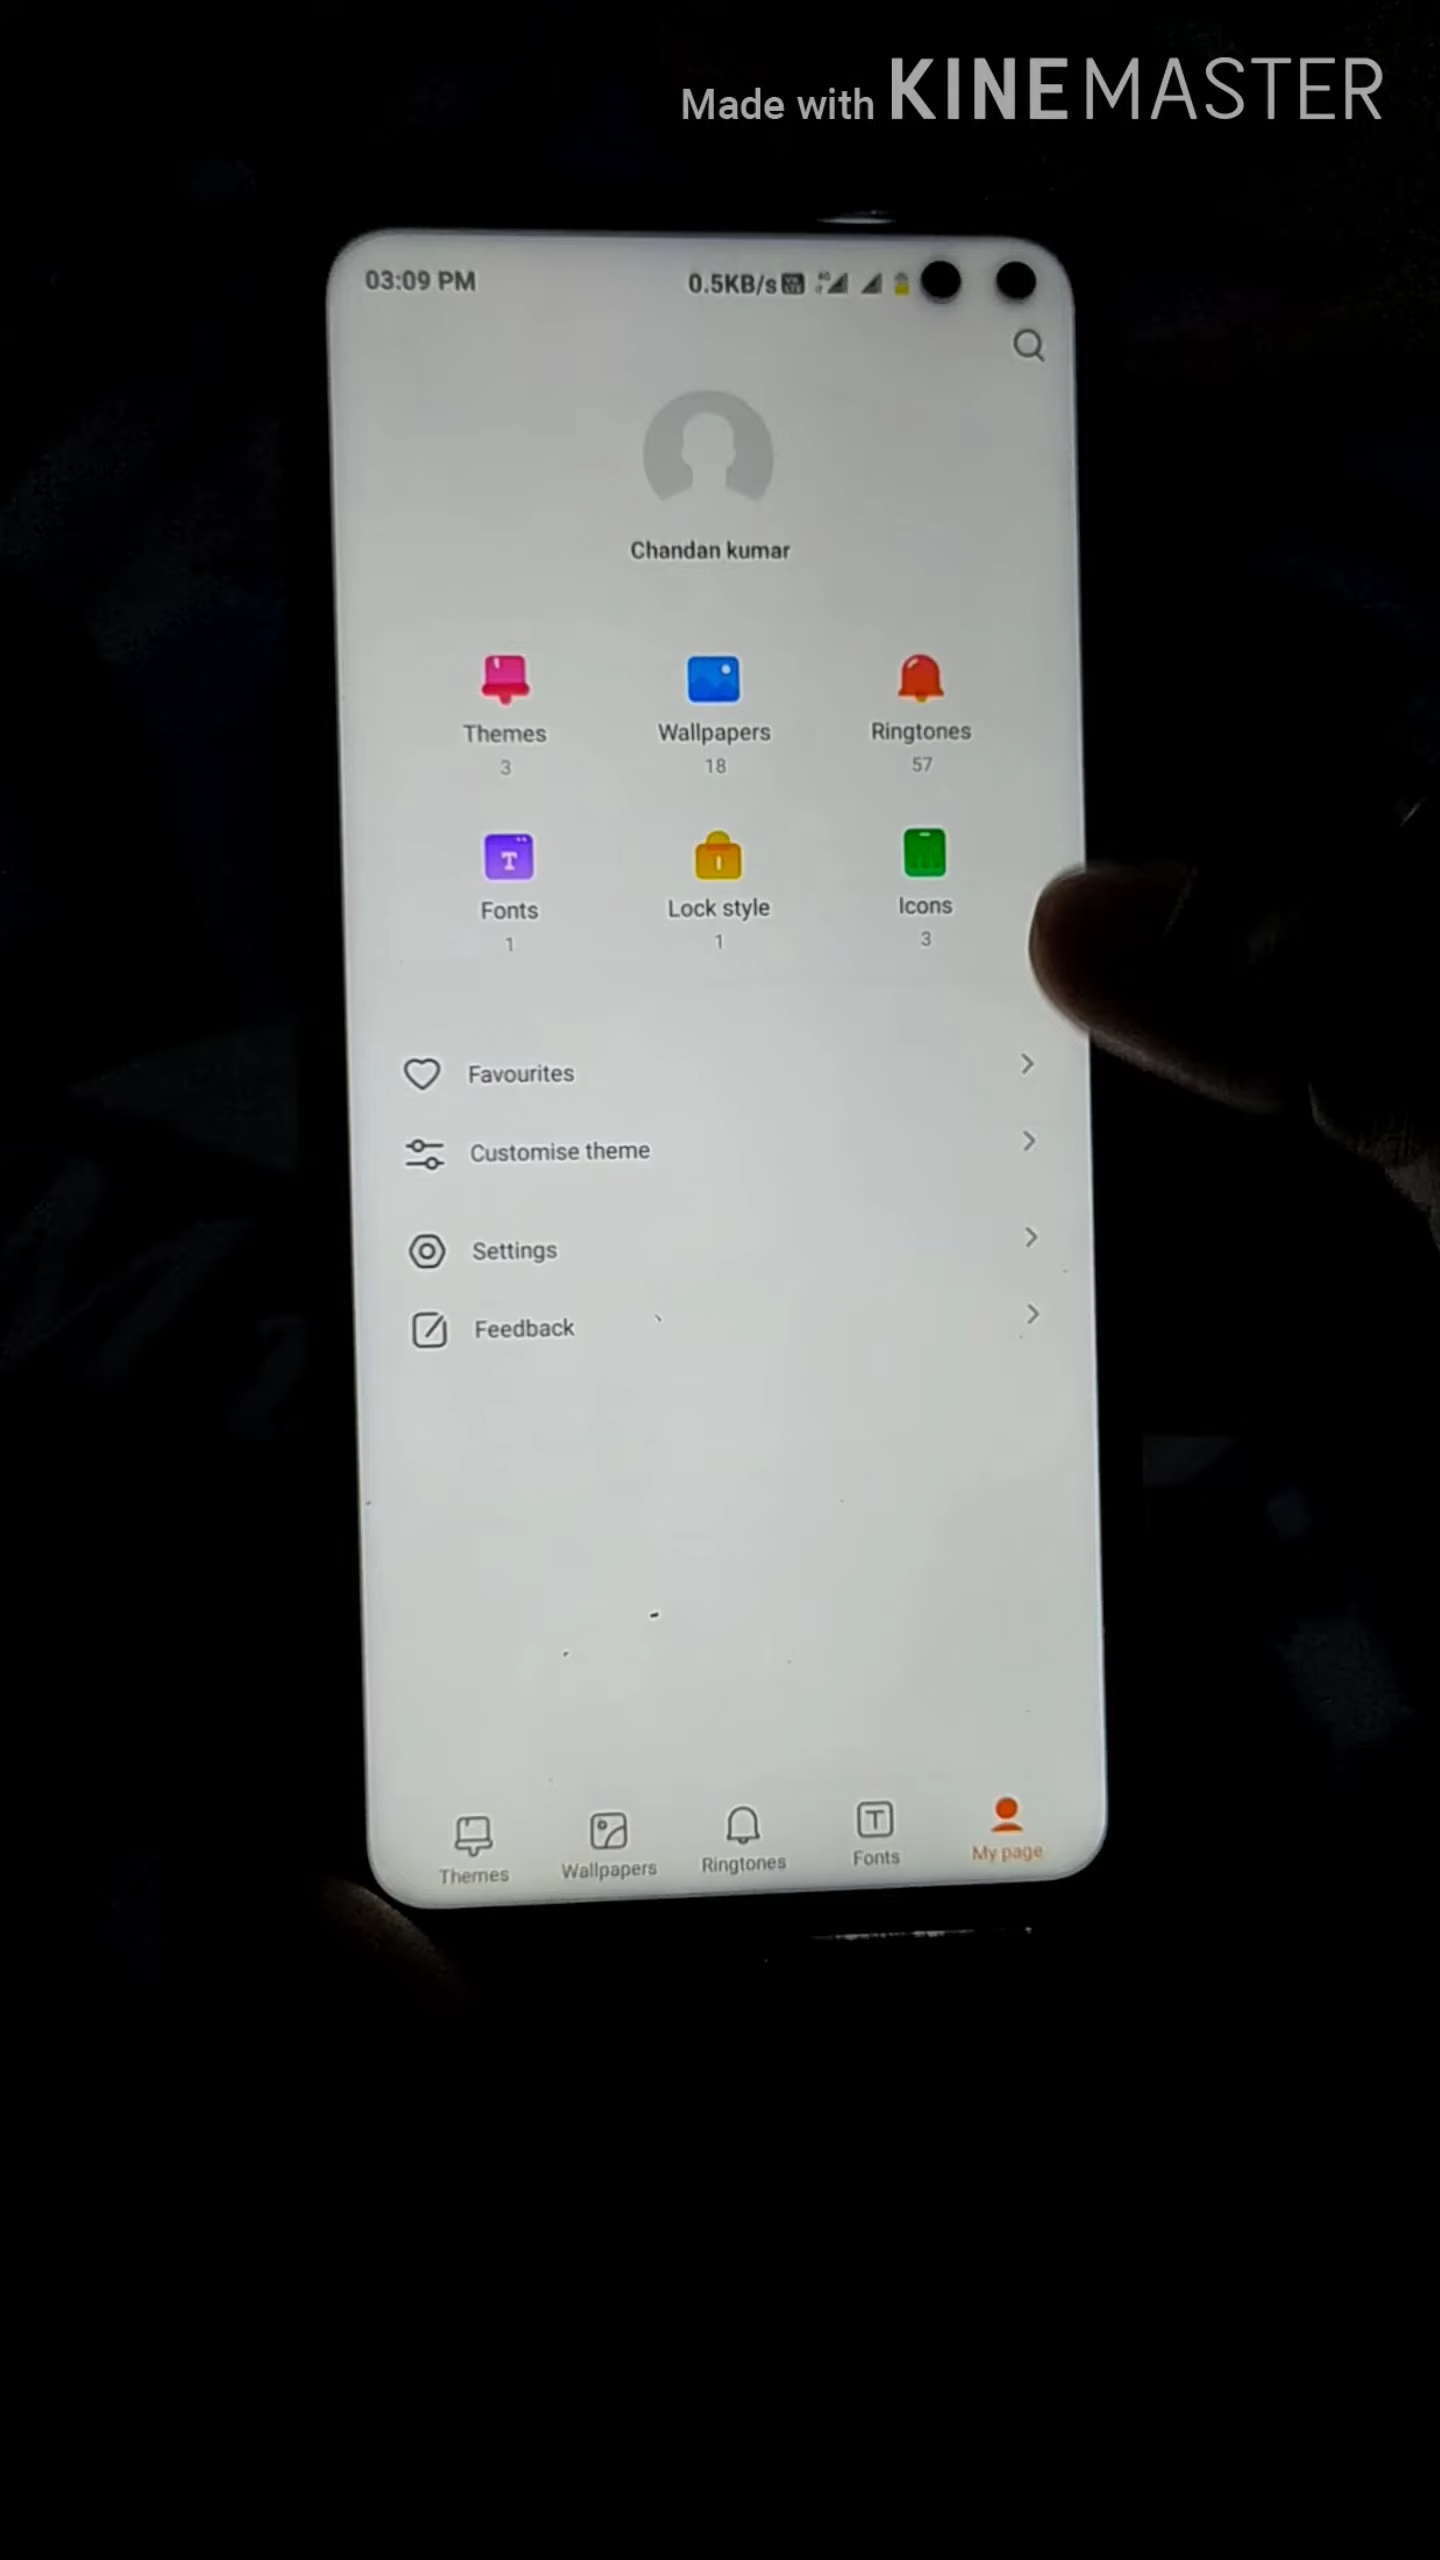 Made with KINEMASTER
03:09 PM 0.5KB/s
Chandan kumar
Themes Wallpapers Ringtones
3 18 57
Fonts Lock style Icons
1 1 3
Favourites
Customise theme
Settings
Feedback
Themes Wallpapers Ringtones Fonts My page